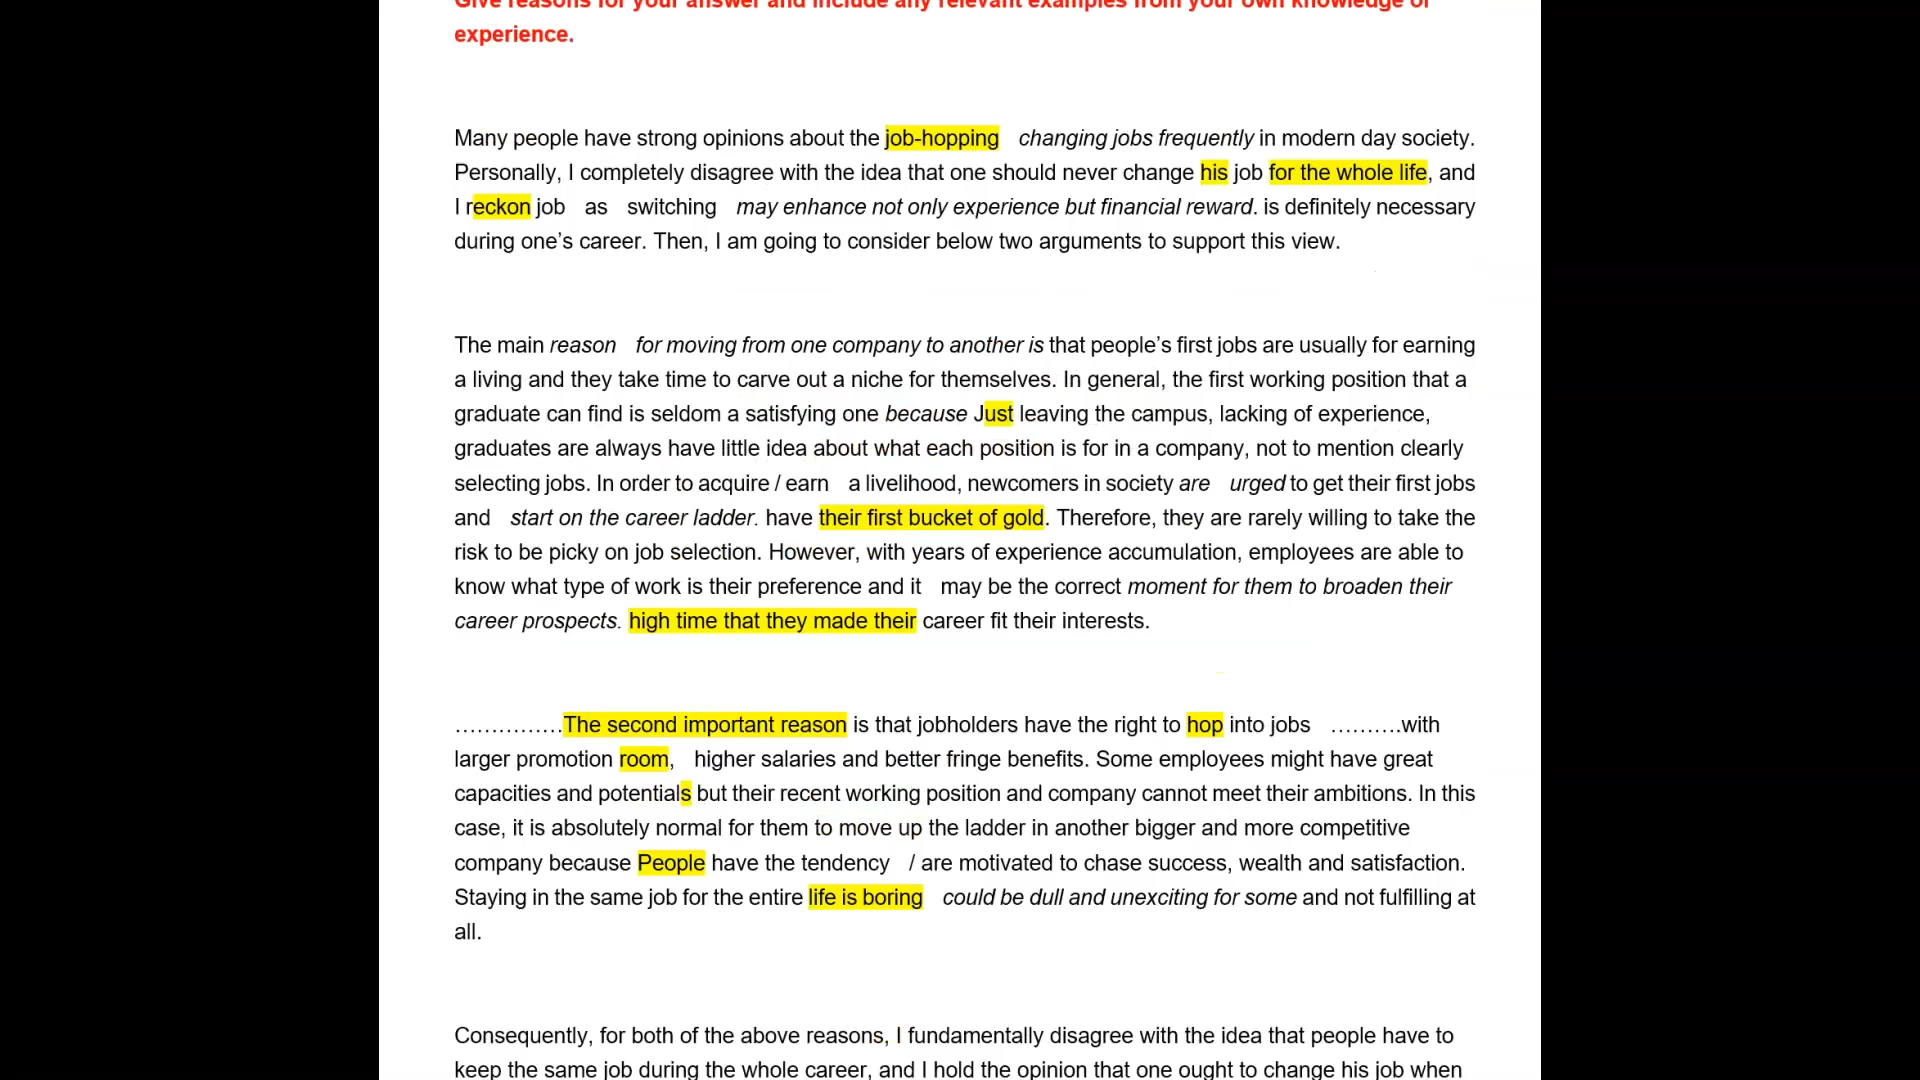 Give reasons for your answer and include any relevant examples from your own knowledge or
experience.
Many people have strong opinions about the job-hopping changing jobs frequently in modern day society.
Personally, I completely disagree with the idea that one should never change his job for the whole life, and
I reckon job as switching may enhance not only experience but financial reward. is definitely necessary
during one’s career. Then, I am going to consider below two arguments to support this view.
The main reason for moving from one company to another is that people’s first jobs are usually for earning
a living and they take time to carve out a niche for themselves. In general, the first working position that a
graduate can find is seldom a satisfying one because Just leaving the campus, lacking of experience,
graduates are always have little idea about what each position is for in a company, not to mention clearly
selecting jobs. In order to acquire / earn a livelihood, newcomers in society are urged to get their first jobs
and start on the career ladder. have their first bucket of gold. Therefore, they are rarely willing to take the
risk to be picky on job selection. However, with years of experience accumulation, employees are able to
know what type of work is their preference and it may be the correct moment for them to broaden their
career prospects. high time that they made their career fit their interests.
……………The second important reason is that jobholders have the right to hop into jobs ……….with
larger promotion room, higher salaries and better fringe benefits. Some employees might have great
capacities and potentials but their recent working position and company cannot meet their ambitions. In this
case, it is absolutely normal for them to move up the ladder in another bigger and more competitive
company because People have the tendency / are motivated to chase success, wealth and satisfaction.
Staying in the same job for the entire life is boring could be dull and unexciting for some and not fulfilling at
all.
Consequently, for both of the above reasons, I fundamentally disagree with the idea that people have to
keep the same job during the whole career, and I hold the opinion that one ought to change his job when